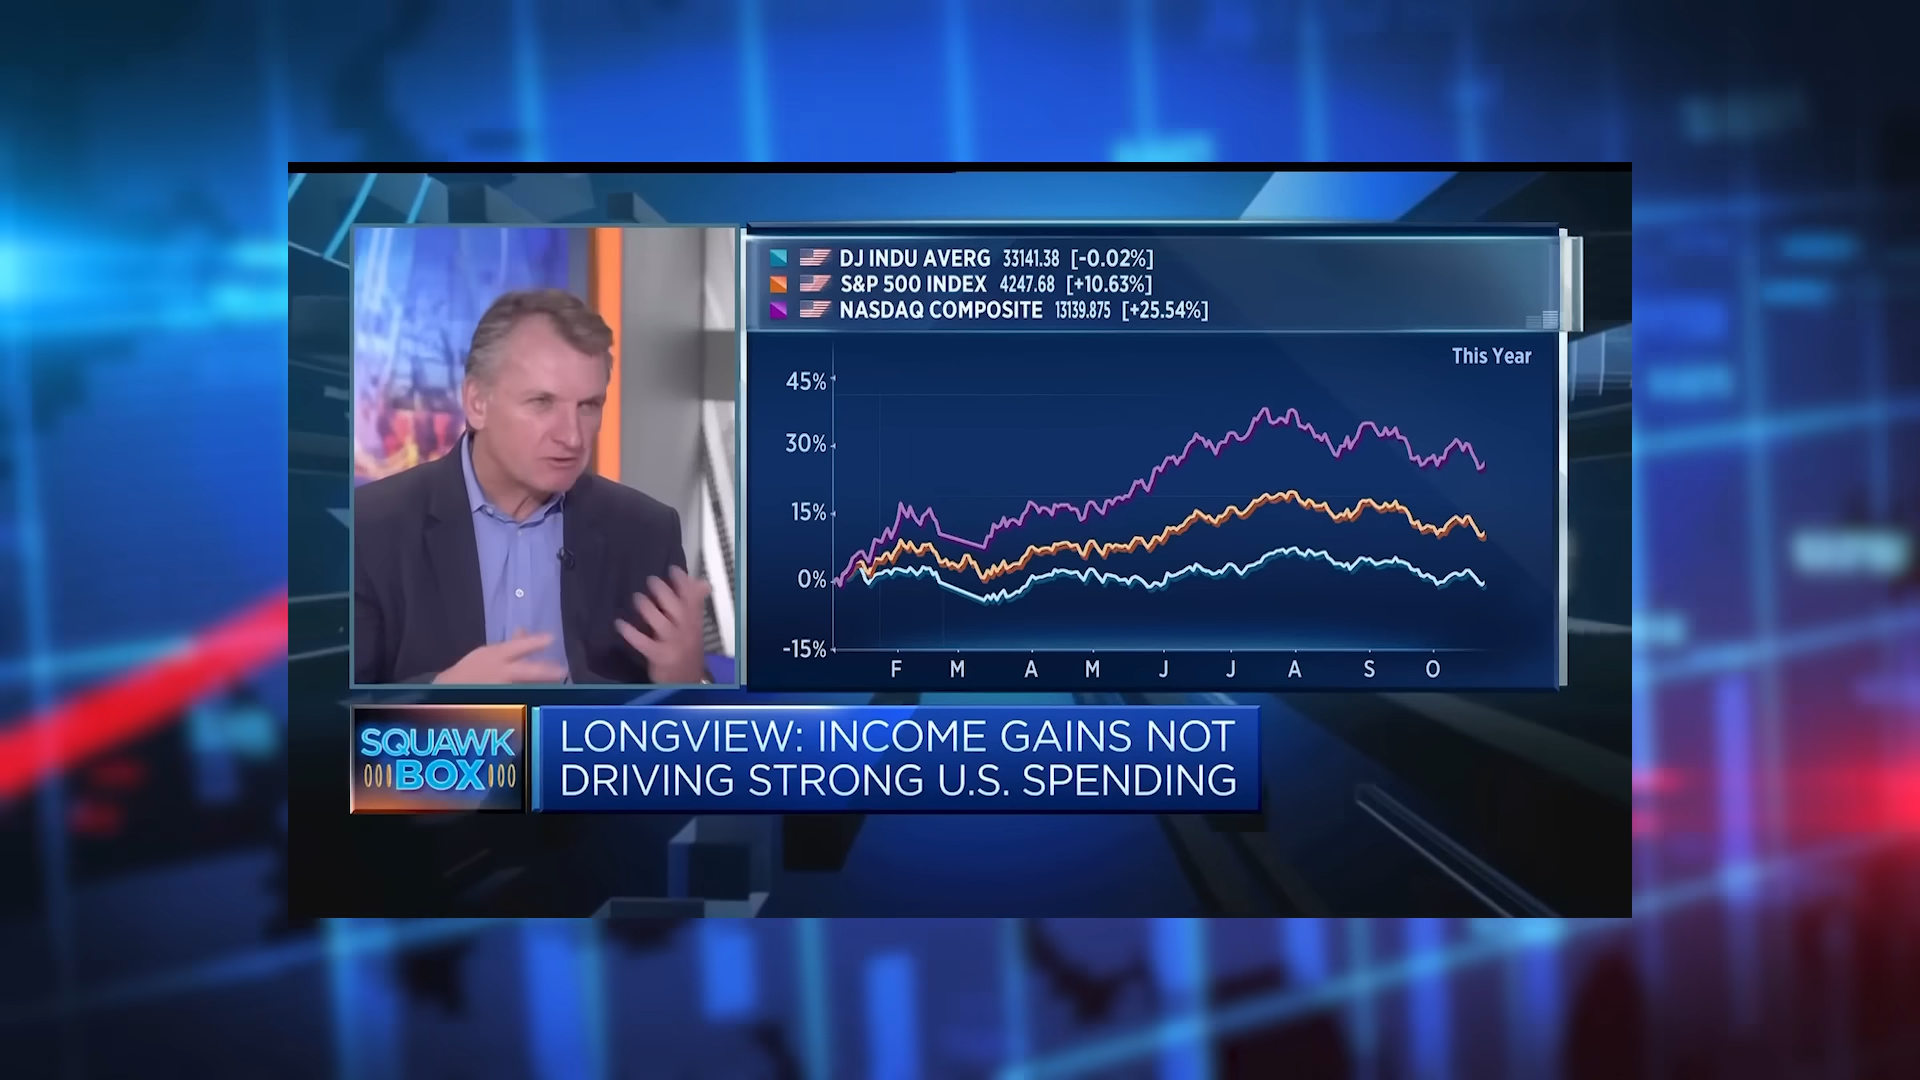 DJ INDU AVERG 33141.38 [-0.02%]
S&P 500 INDEX 4247.68 [+10.63%]
NASDAQ COMPOSITE 13139.875 [+25.54%]
This Year
45%
30%
15%
0%
-15%
F M A M J J A S O
SQUAWK
BOX
LONGVIEW: INCOME GAINS NOT
DRIVING STRONG U.S. SPENDING